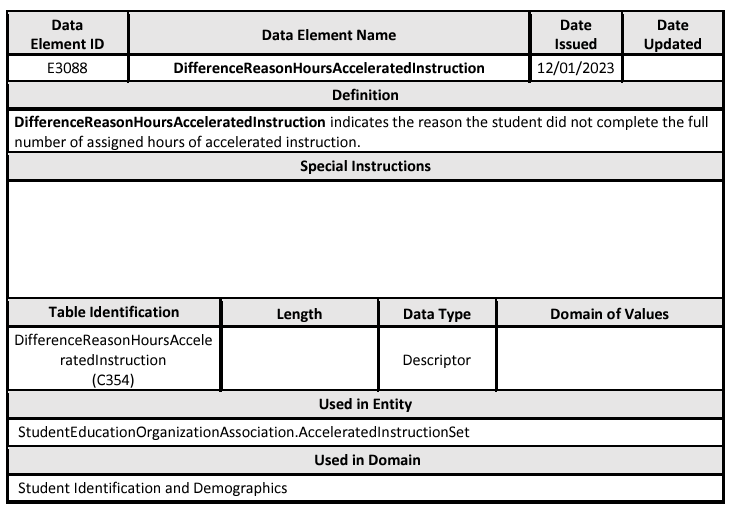 Data Element ID Data Element Name Date Issued Date Updated
E3088 DifferenceReasonHoursAcceleratedInstruction 12/01/2023
Definition
DifferenceReasonHoursAcceleratedInstruction indicates the reason the student did not complete the full
number of assigned hours of accelerated instruction.
Special Instructions
Table Identification Length Data Type Domain of Values
DifferenceReasonHoursAccele
ratedInstruction
(C354)
Descriptor
Used in Entity
StudentEducationOrganizationAssociation.AcceleratedInstructionSet
Used in Domain
Student Identification and Demographics